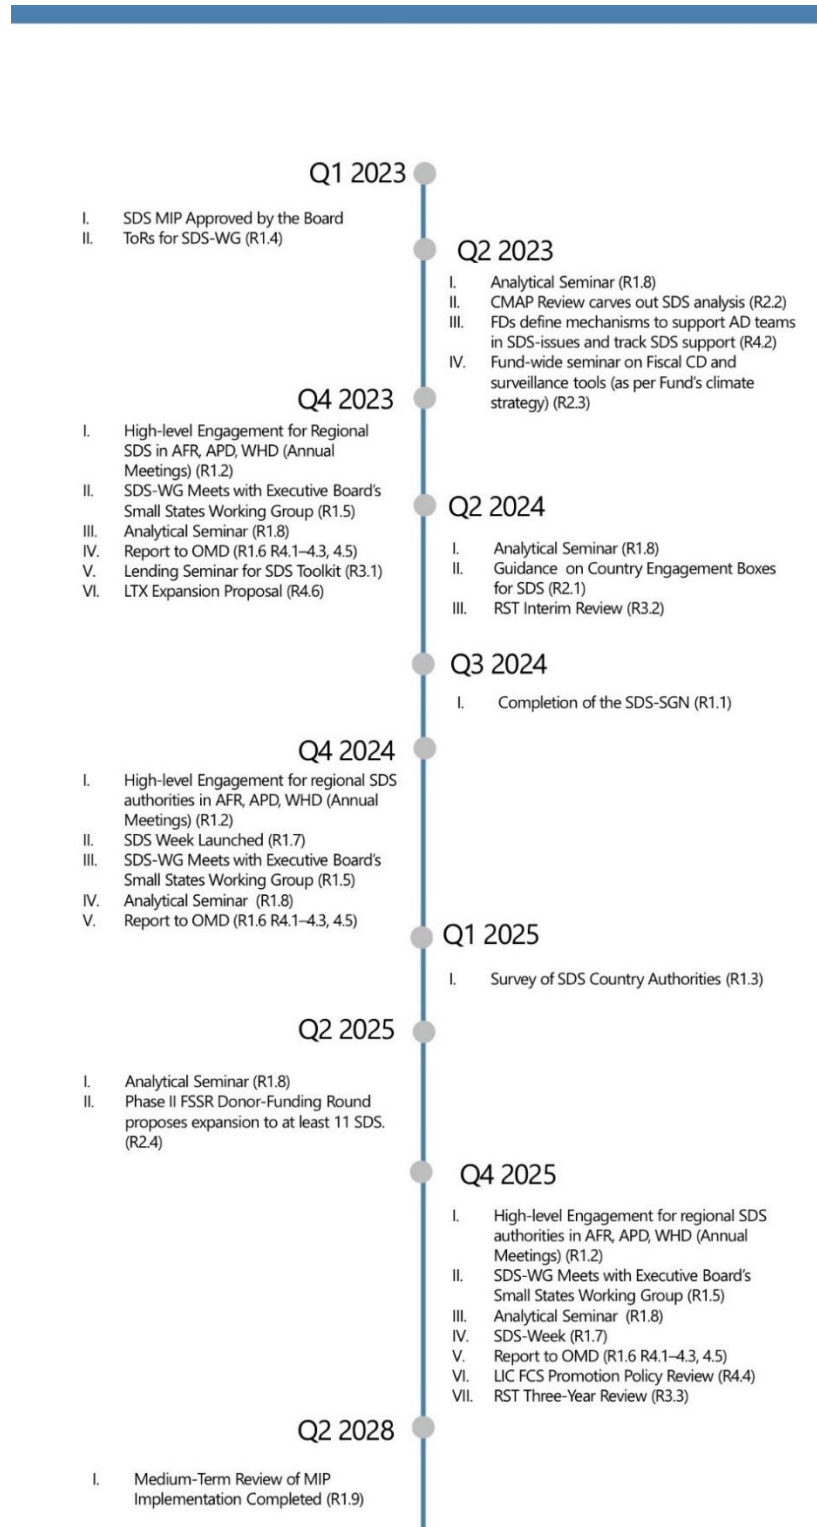 Q1 2023
I. SDS MIP Approved by the Board
II. ToRs for SDS-WG (R1.4)
Q2 2023
I. Analytical Seminar (R1.8)
II. CMAP Review carves out SDS analysis (R2.2)
III. FDs define mechanisms to support AD teams
in SDS-issues and track SDS support (R4.2)
IV. Fund-wide seminar on Fiscal CD and
surveillance tools (as per Fund's climate
strategy) (R2.3)
Q4 2023
I. High-level Engagement for Regional
SDS in AFR, APD, WHD (Annual
Meetings) (R1.2)
II. SDS-WG Meets with Executive Board's
Small States Working Group (R1.5)
III. Analytical Seminar (R1.8)
IV. Report to OMD (R1.6 R4.1–4.3, 4.5)
V. Lending Seminar for SDS Toolkit (R3.1)
VI. LTX Expansion Proposal (R4.6)
Q2 2024
I. Analytical Seminar (R1.8)
II. Guidance on Country Engagement Boxes
for SDS (R2.1)
III. RST Interim Review (R3.2)
Q3 2024
I. Completion of the SDS-SGN (R1.1)
Q4 2024
I. High-level Engagement for regional SDS
authorities in AFR, APD, WHD (Annual
Meetings) (R1.2)
II. SDS Week Launched (R1.7)
III. SDS-WG Meets with Executive Board's
Small States Working Group (R1.5)
IV. Analytical Seminar (R1.8)
V. Report to OMD (R1.6 R4.1–4.3, 4.5)
Q1 2025
I. Survey of SDS Country Authorities (R1.3)
Q2 2025
I. Analytical Seminar (R1.8)
II. Phase II FSSR Donor-Funding Round
proposes expansion to at least 11 SDS.
(R2.4)
Q4 2025
I. High-level Engagement for regional SDS
authorities in AFR, APD, WHD (Annual
Meetings) (R1.2)
II. SDS-WG Meets with Executive Board's
Small States Working Group (R1.5)
III. Analytical Seminar (R1.8)
IV. SDS-Week (R1.7)
V. Report to OMD (R1.6 R4.1–4.3, 4.5)
VI. LIC FCS Promotion Policy Review (R4.4)
VII. RST Three-Year Review (R3.3)
Q2 2028
I. Medium-Term Review of MIP
Implementation Completed (R1.9)